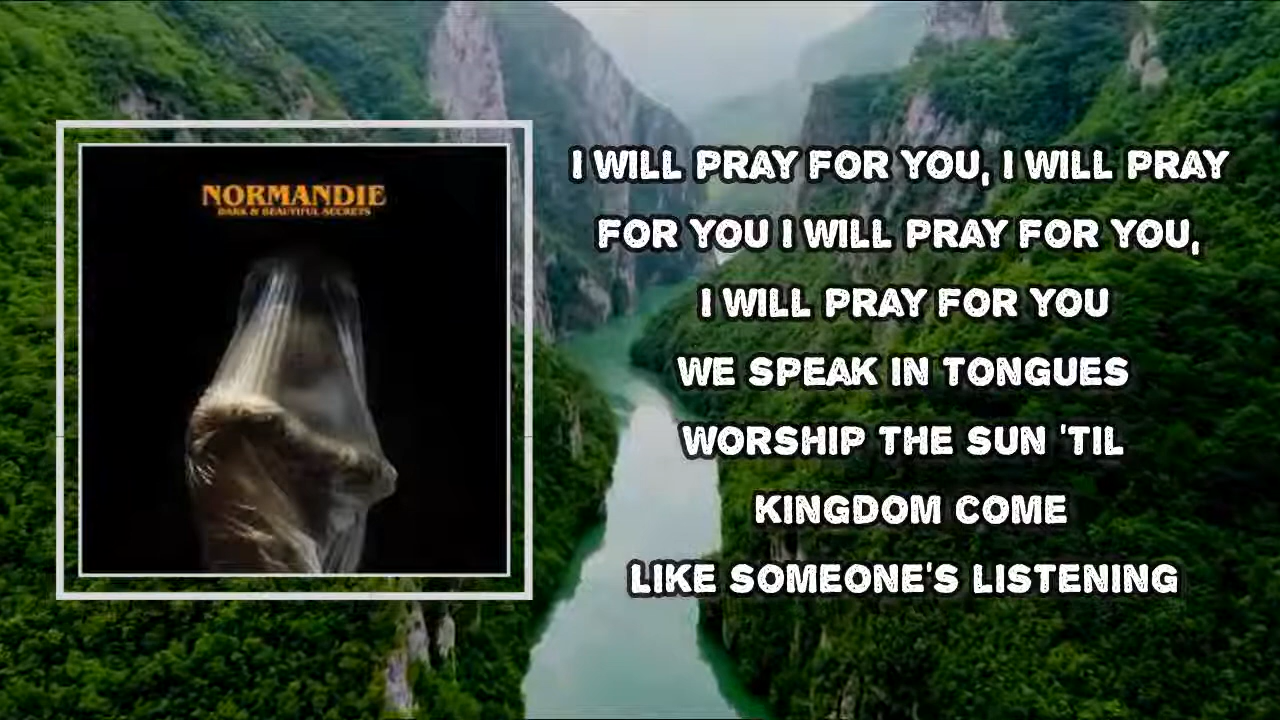 NORMANDIE
DARK & BEAUTIFUL SECRETS
I WILL PRAY FOR YOU, I WILL PRAY
FOR YOU I WILL PRAY FOR YOU,
I WILL PRAY FOR YOU
WE SPEAK IN TONGUES
WORSHIP THE SUN 'TIL
KINGDOM COME
LIKE SOMEONE'S LISTENING